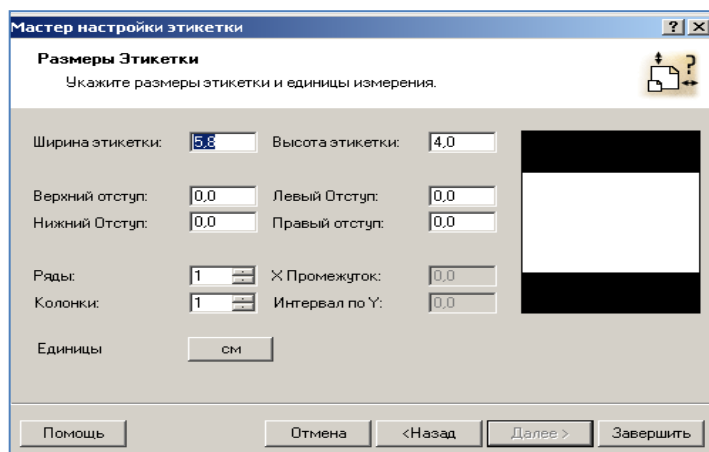 Мастер настройки этикетки
Размеры Этикетки
Укажите размеры этикетки и единицы измерения.
Ширина этикетки: 5,8 Высота этикетки: 4,0
Верхний отступ: 0,0 Левый Отступ: 0,0
Нижний Отступ: 0,0 Правый отступ: 0,0
Ряды: 1 X Промежуток: 0,0
Колонки: 1 Интервал по Y: 0,0
Единицы см
Помощь Отмена <Назад Далее > Завершить